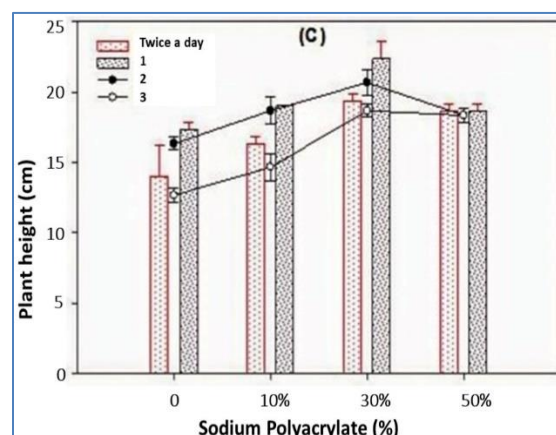 (C)
Twice a day
1
2
3
25
20
15
10
5
0
Plant height (cm)
0 10% 30% 50%
Sodium Polyacrylate (%)